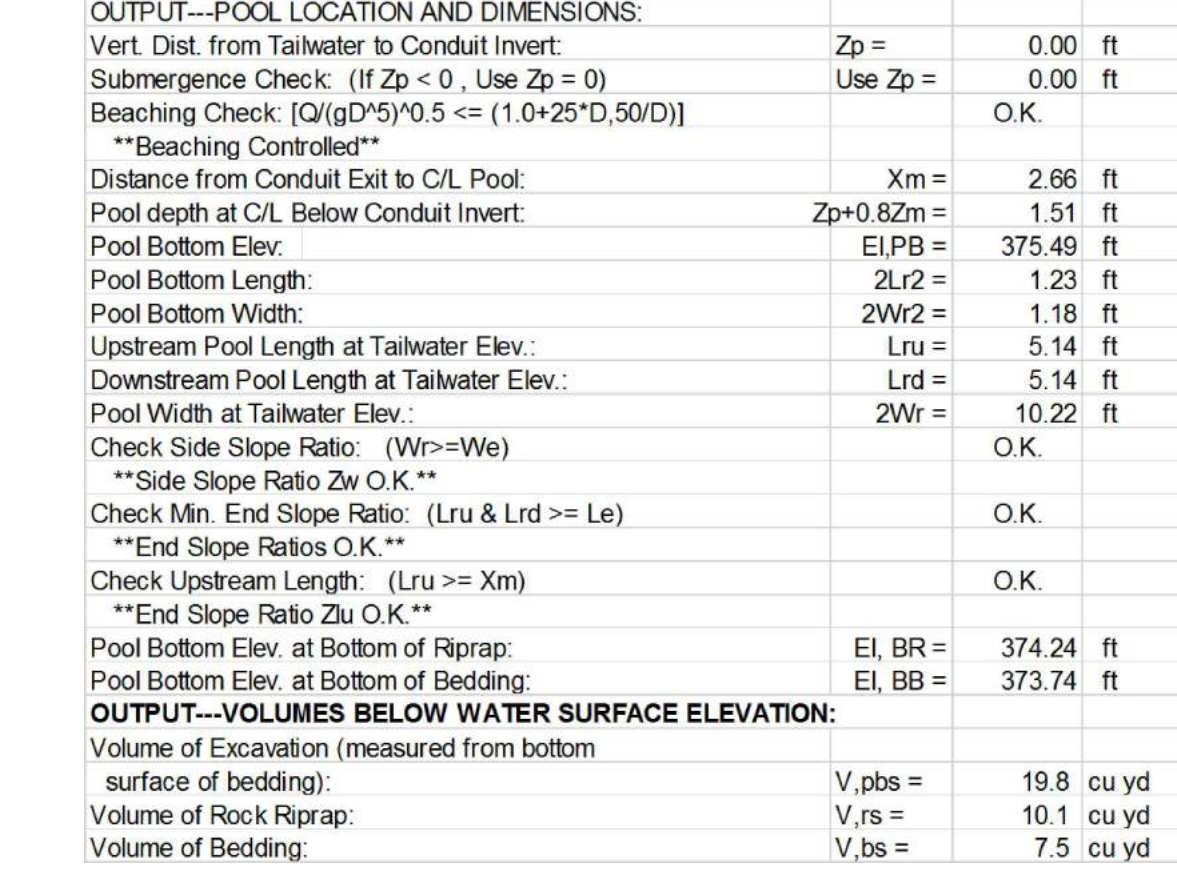 OUTPUT---POOL LOCATION AND DIMENSIONS:
Vert. Dist. from Tailwater to Conduit Invert: Zp = 0.00 ft
Submergence Check: (If Zp < 0 , Use Zp = 0) Use Zp = 0.00 ft
Beaching Check: [Q/(gD^5)^0.5 <= (1.0+25*D,50/D)] O.K.
**Beaching Controlled**
Distance from Conduit Exit to C/L Pool: Xm = 2.66 ft
Pool depth at C/L Below Conduit Invert: Zp+0.8Zm = 1.51 ft
Pool Bottom Elev: El,PB = 375.49 ft
Pool Bottom Length: 2Lr2 = 1.23 ft
Pool Bottom Width: 2Wr2 = 1.18 ft
Upstream Pool Length at Tailwater Elev.: Lru = 5.14 ft
Downstream Pool Length at Tailwater Elev.: Lrd = 5.14 ft
Pool Width at Tailwater Elev.: 2Wr = 10.22 ft
Check Side Slope Ratio: (Wr>=We) O.K.
**Side Slope Ratio Zw O.K.**
Check Min. End Slope Ratio: (Lru & Lrd >= Le) O.K.
**End Slope Ratios O.K.**
Check Upstream Length: (Lru >= Xm) O.K.
**End Slope Ratio Zlu O.K.**
Pool Bottom Elev. at Bottom of Riprap: El, BR = 374.24 ft
Pool Bottom Elev. at Bottom of Bedding: El, BB = 373.74 ft
OUTPUT---VOLUMES BELOW WATER SURFACE ELEVATION:
Volume of Excavation (measured from bottom
surface of bedding): V,pbs = 19.8 cu yd
Volume of Rock Riprap: V,rs = 10.1 cu yd
Volume of Bedding: V,bs = 7.5 cu yd